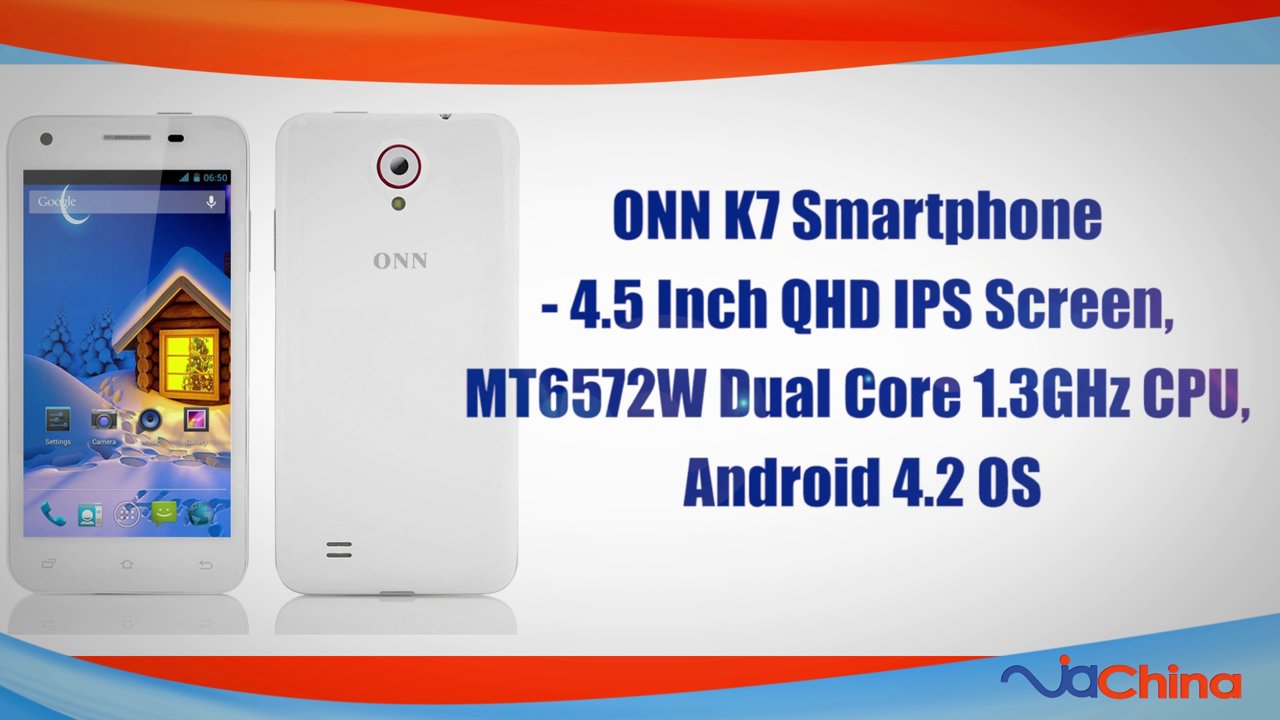 06:50
Google
Settings
Camera
ONN
ONN K7 Smartphone
- 4.5 Inch QHD IPS Screen,
MT6572W Dual Core 1.3GHz CPU,
Android 4.2 OS
ViaChina